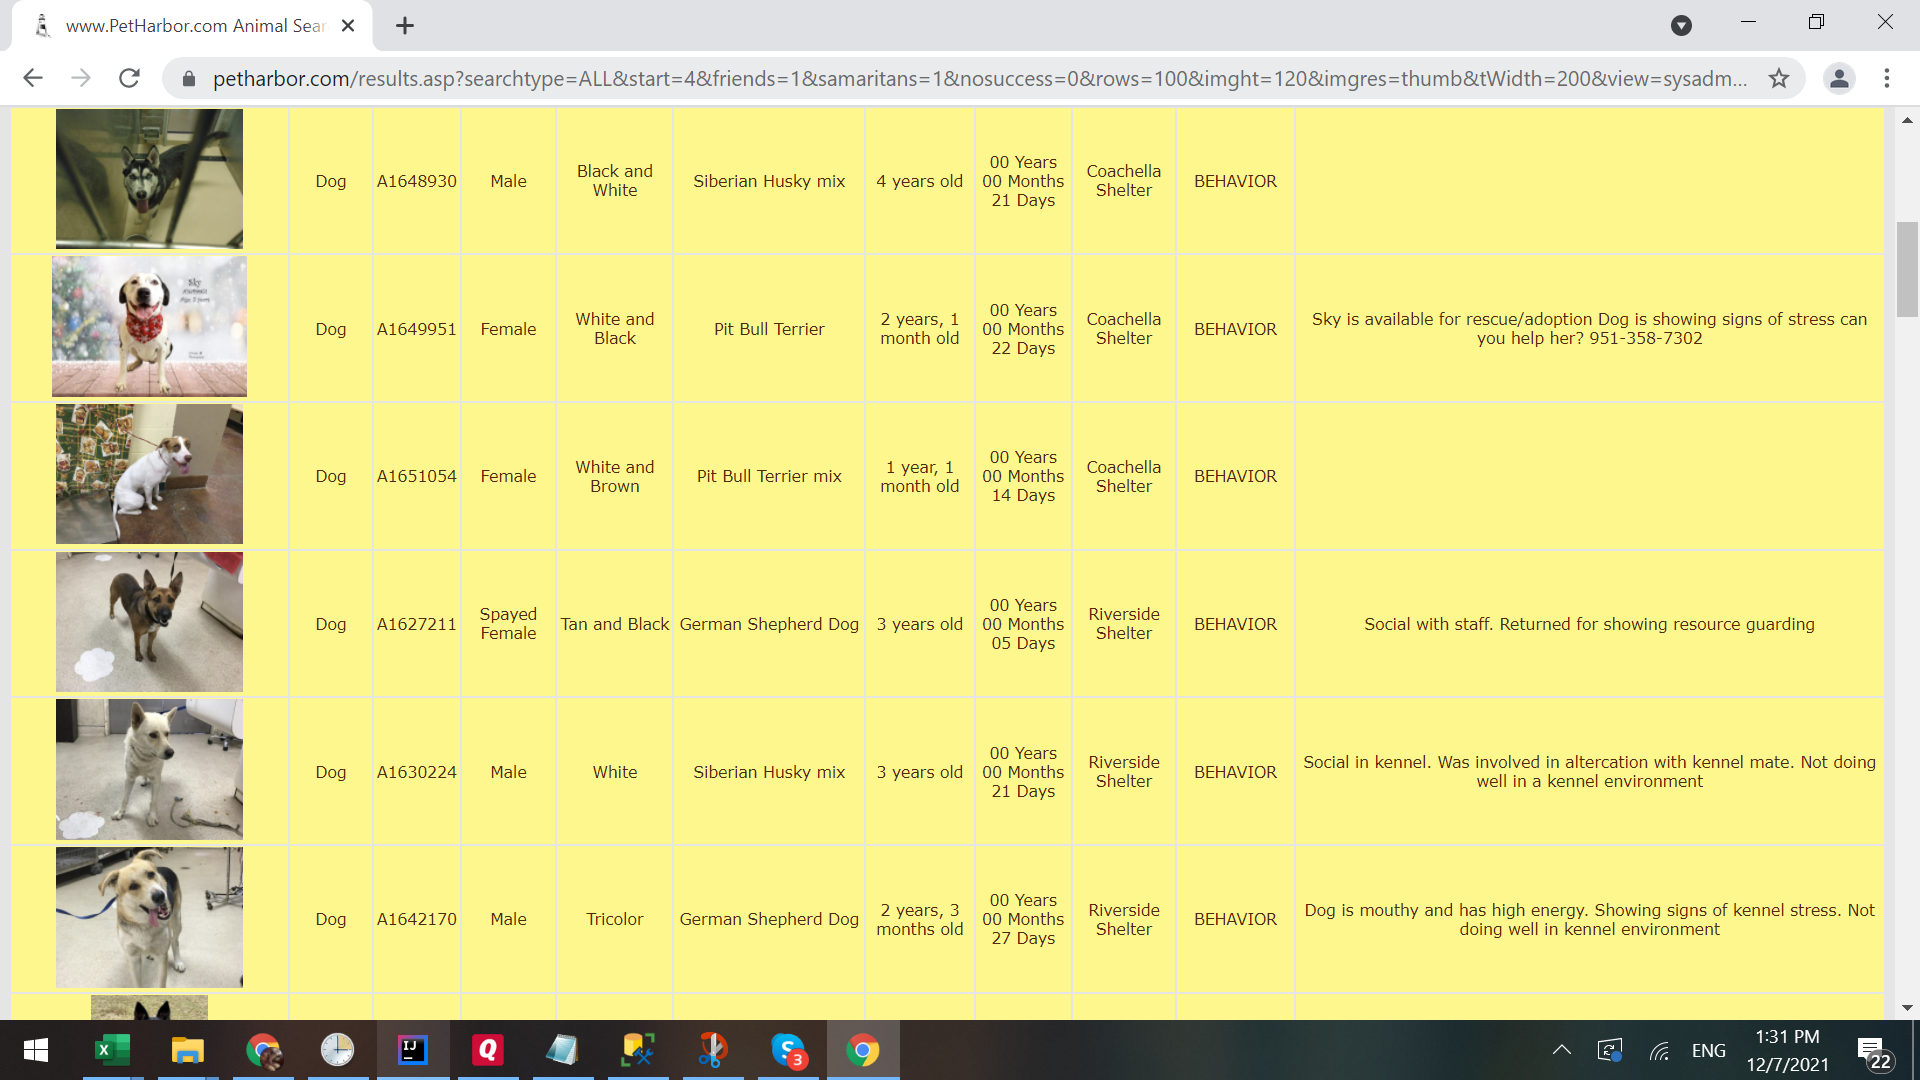 www.PetHarbor.com Animal Sear
petharbor.com/results.asp?searchtype=ALL&start=4&friends=1&samaritans=1&nosuccess=0&rows=100&imght=120&imgres=thumb&tWidth=200&view=sysadm...
Dog A1648930 Male Black and White Siberian Husky mix 4 years old 00 Years 00 Months 21 Days Coachella Shelter BEHAVIOR
Sky
Dog A1649951 Female White and Black Pit Bull Terrier 2 years, 1 month old 00 Years 00 Months 22 Days Coachella Shelter BEHAVIOR Sky is available for rescue/adoption Dog is showing signs of stress can you help her? 951-358-7302
Dog A1651054 Female White and Brown Pit Bull Terrier mix 1 year, 1 month old 00 Years 00 Months 14 Days Coachella Shelter BEHAVIOR
Dog A1627211 Spayed Female Tan and Black German Shepherd Dog 3 years old 00 Years 00 Months 05 Days Riverside Shelter BEHAVIOR Social with staff. Returned for showing resource guarding
Dog A1630224 Male White Siberian Husky mix 3 years old 00 Years 00 Months 21 Days Riverside Shelter BEHAVIOR Social in kennel. Was involved in altercation with kennel mate. Not doing well in a kennel environment
Dog A1642170 Male Tricolor German Shepherd Dog 2 years, 3 months old 00 Years 00 Months 27 Days Riverside Shelter BEHAVIOR Dog is mouthy and has high energy. Showing signs of kennel stress. Not doing well in kennel environment
X
IJ
Q
S
3
ENG
1:31 PM
12/7/2021
22